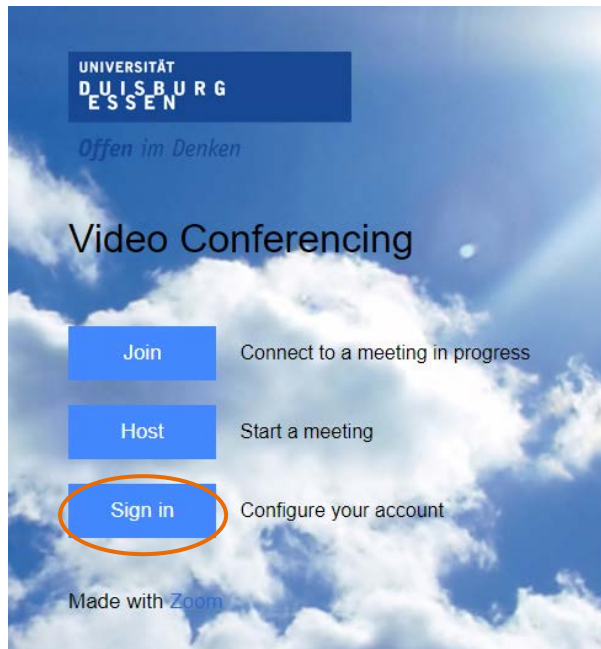 UNIVERSITÄT
DUISBURG
ESSEN
Offen im Denken
Video Conferencing
Join Connect to a meeting in progress
Host Start a meeting
Sign in Configure your account
Made with Zoom